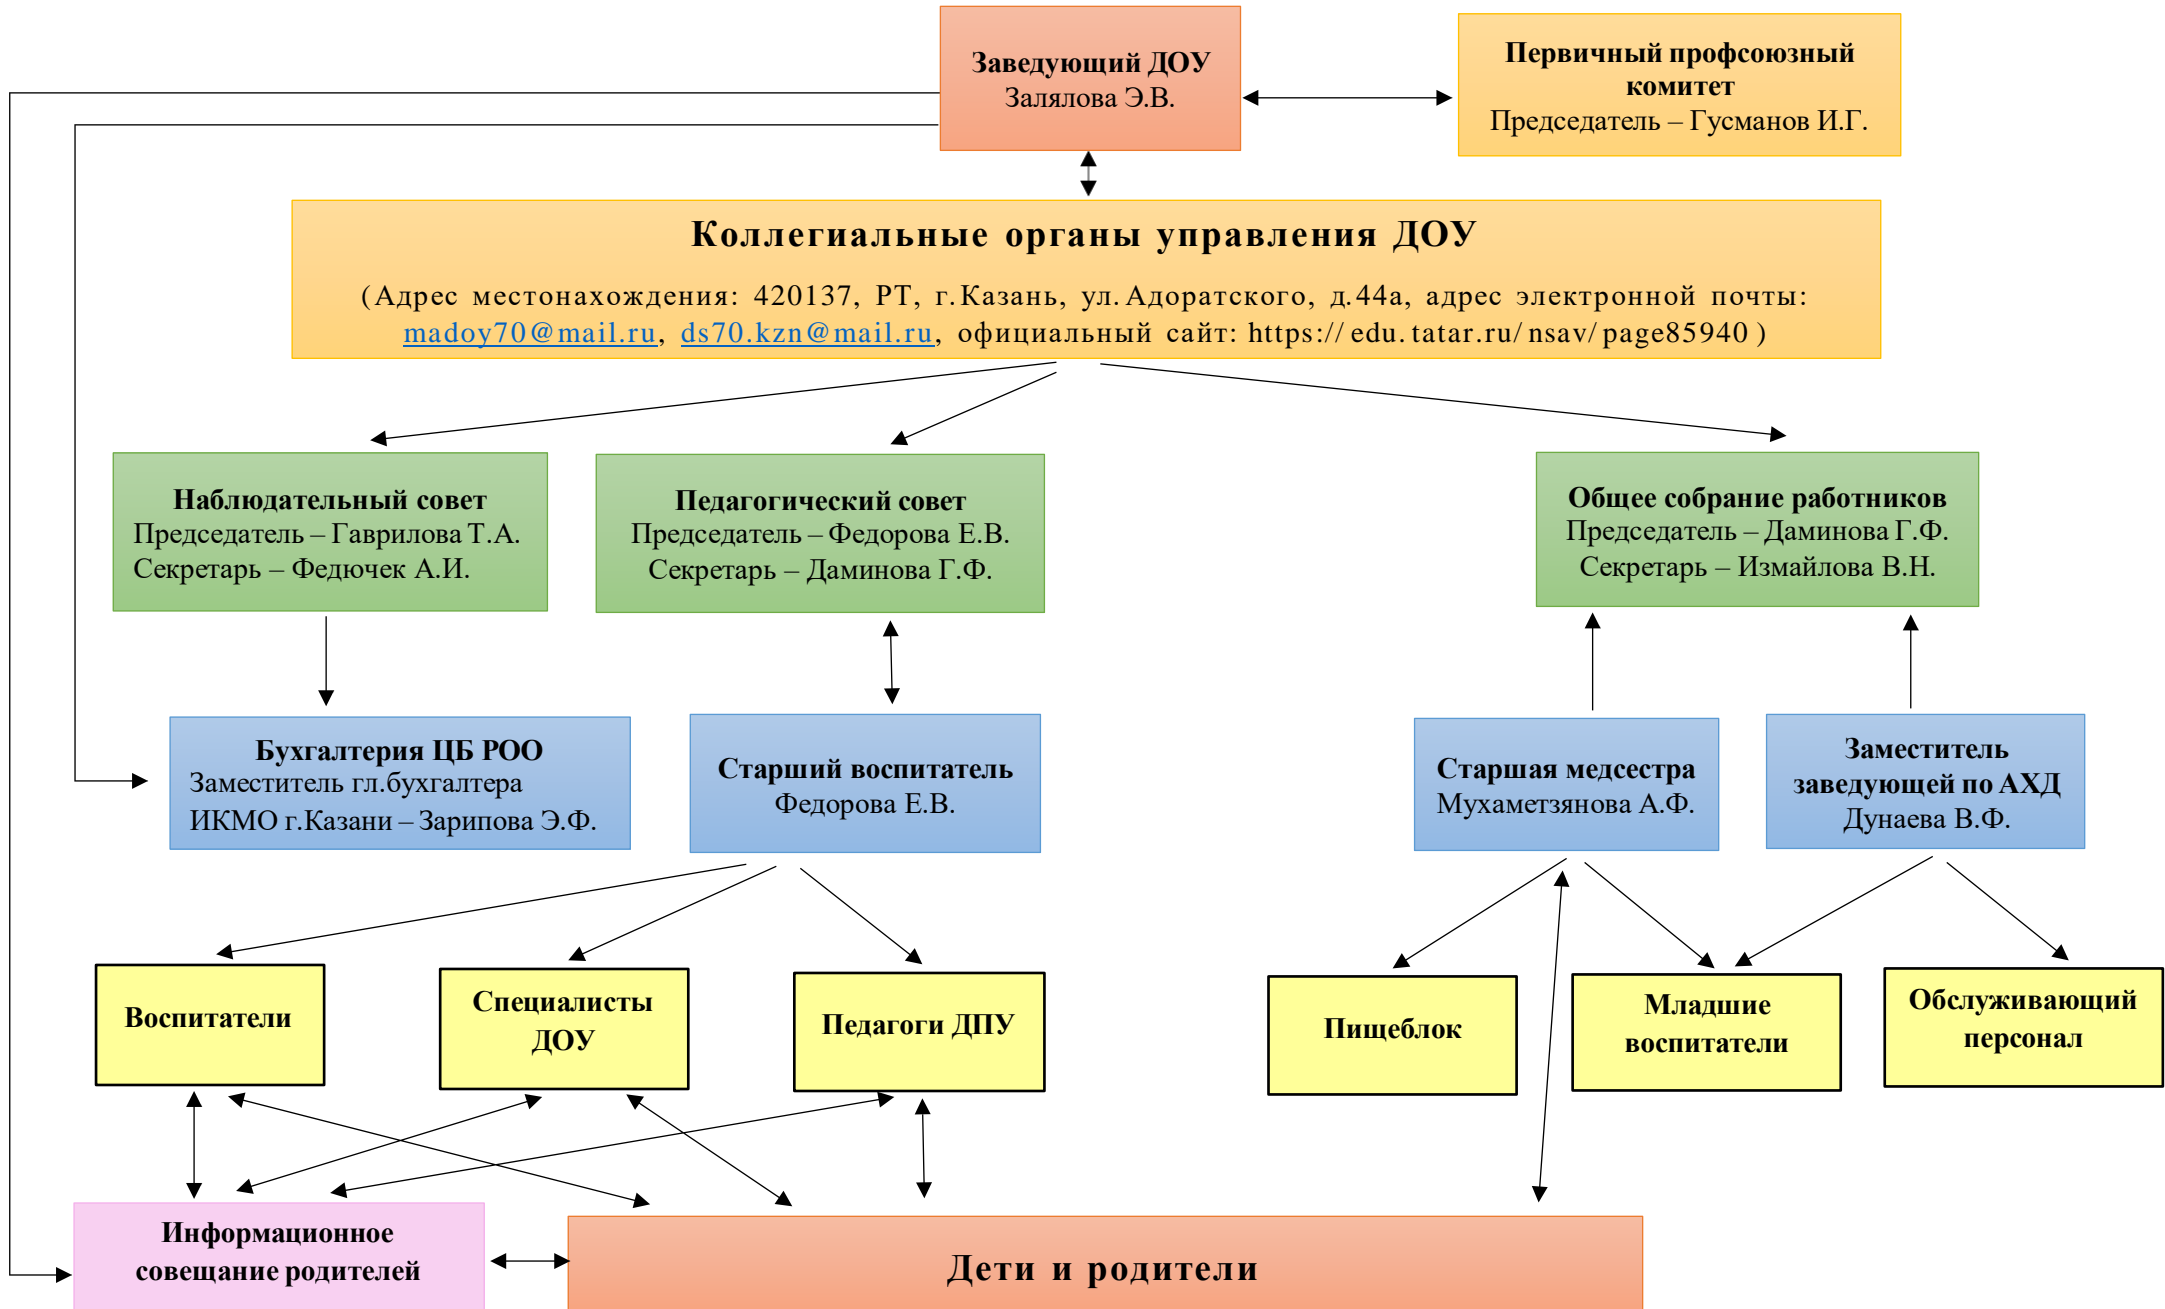 Заведующий ДОУ
Залялова Э.В.
Первичный профсоюзный
комитет
Председатель – Гусманов И.Г.
Коллегиальные органы управления ДОУ
(Адрес местонахождения: 420137, РТ, г.Казань, ул.Адоратского, д.44а, адрес электронной почты:
madoy70@mail.ru, ds70.kzn@mail.ru, официальный сайт: https://edu.tatar.ru/nsav/page85940 )
Наблюдательный совет
Председатель – Гаврилова Т.А.
Секретарь – Федючек А.И.
Педагогический совет
Председатель – Федорова Е.В.
Секретарь – Даминова Г.Ф.
Общее собрание работников
Председатель – Даминова Г.Ф.
Секретарь – Измайлова В.Н.
Бухгалтерия ЦБ РОО
Заместитель гл.бухгалтера
ИКМО г.Казани – Зарипова Э.Ф.
Старший воспитатель
Федорова Е.В.
Старшая медсестра
Мухаметзянова А.Ф.
Заместитель
заведующей по АХД
Дунаева В.Ф.
Воспитатели
Специалисты
ДОУ
Педагоги ДПУ
Пищеблок
Младшие
воспитатели
Обслуживающий
персонал
Информационное
совещание родителей
Дети и родители